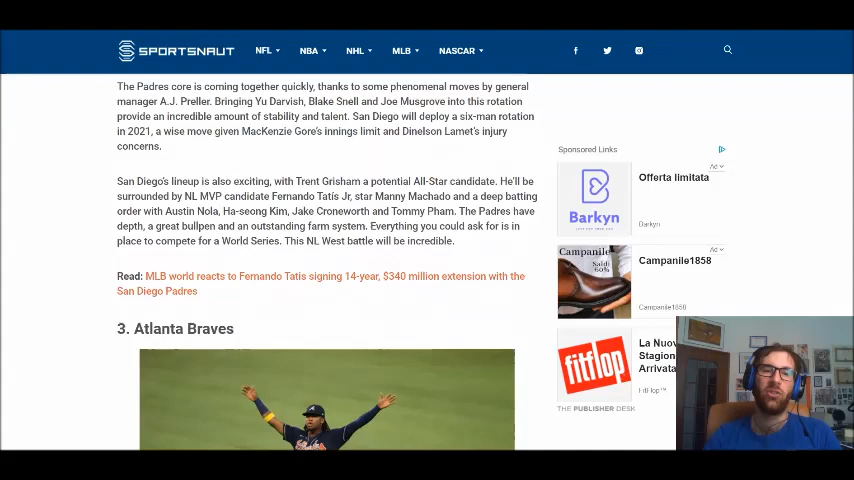 SPORTSNAUT
NFL
NBA
NHL
MLB
NASCAR
The Padres core is coming together quickly, thanks to some phenomenal moves by general
manager A.J. Preller. Bringing Yu Darvish, Blake Snell and Joe Musgrove into this rotation
provide an incredible amount of stability and talent. San Diego will deploy a six-man rotation
in 2021, a wise move given MacKenzie Gore's innings limit and Dinelson Lamet's injury
concerns.
San Diego's lineup is also exciting, with Trent Grisham a potential All-Star candidate. He'll be
surrounded by NL MVP candidate Fernando Tatís Jr, star Manny Machado and a deep batting
order with Austin Nola, Ha-seong Kim, Jake Croneworth and Tommy Pham. The Padres have
depth, a great bullpen and an outstanding farm system. Everything you could ask for is in
place to compete for a World Series. This NL West battle will be incredible.
Read: MLB world reacts to Fernando Tatis signing 14-year, $340 million extension with the
San Diego Padres
3. Atlanta Braves
Sponsored Links
Ad
Barkyn
Offerta limitata
Barkyn
Ad
Campanile
Saldi
60%
Campanile1858
Campanile1858
fitflop
La Nuov
Stagion
Arrivata
FitFlop™
THE PUBLISHER DESK